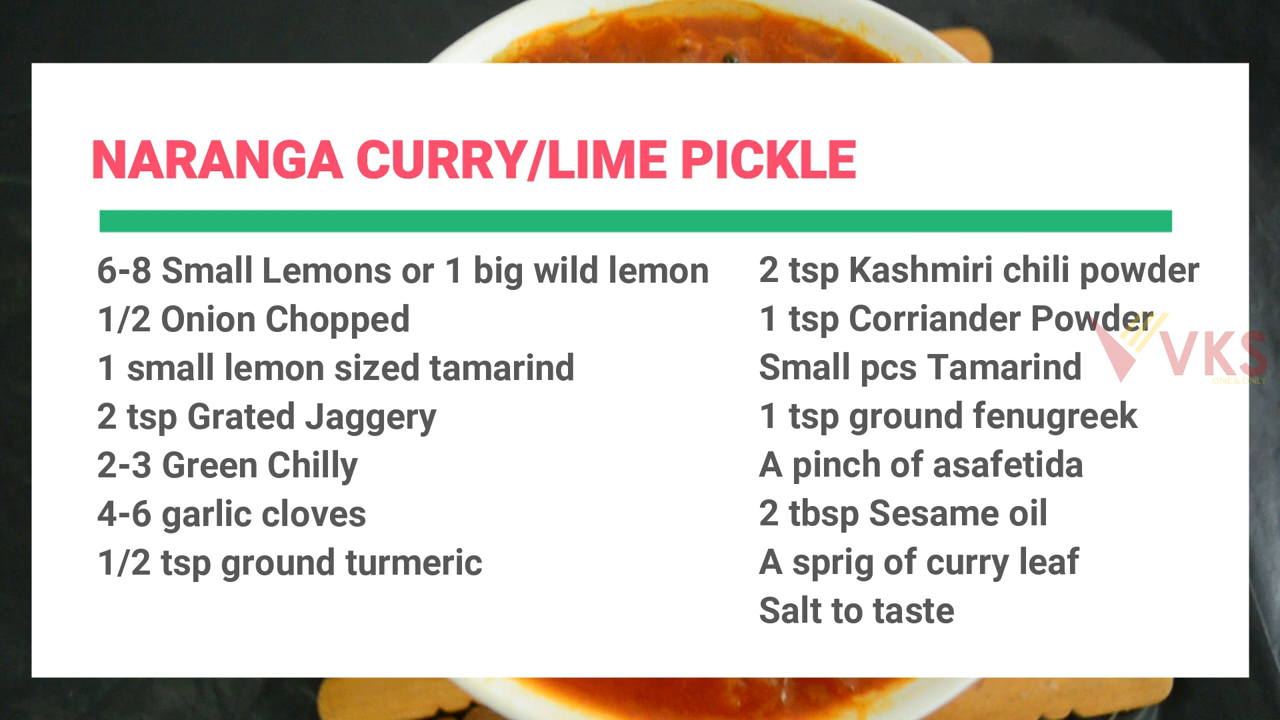 NARANGA CURRY/LIME PICKLE
6-8 Small Lemons or 1 big wild lemon
1/2 Onion Chopped
1 small lemon sized tamarind
2 tsp Grated Jaggery
2-3 Green Chilly
4-6 garlic cloves
1/2 tsp ground turmeric
2 tsp Kashmiri chili powder
1 tsp Corriander Powder
Small pcs Tamarind
1 tsp ground fenugreek
A pinch of asafetida
2 tbsp Sesame oil
A sprig of curry leaf
Salt to taste
VKS
ONE & ONLY